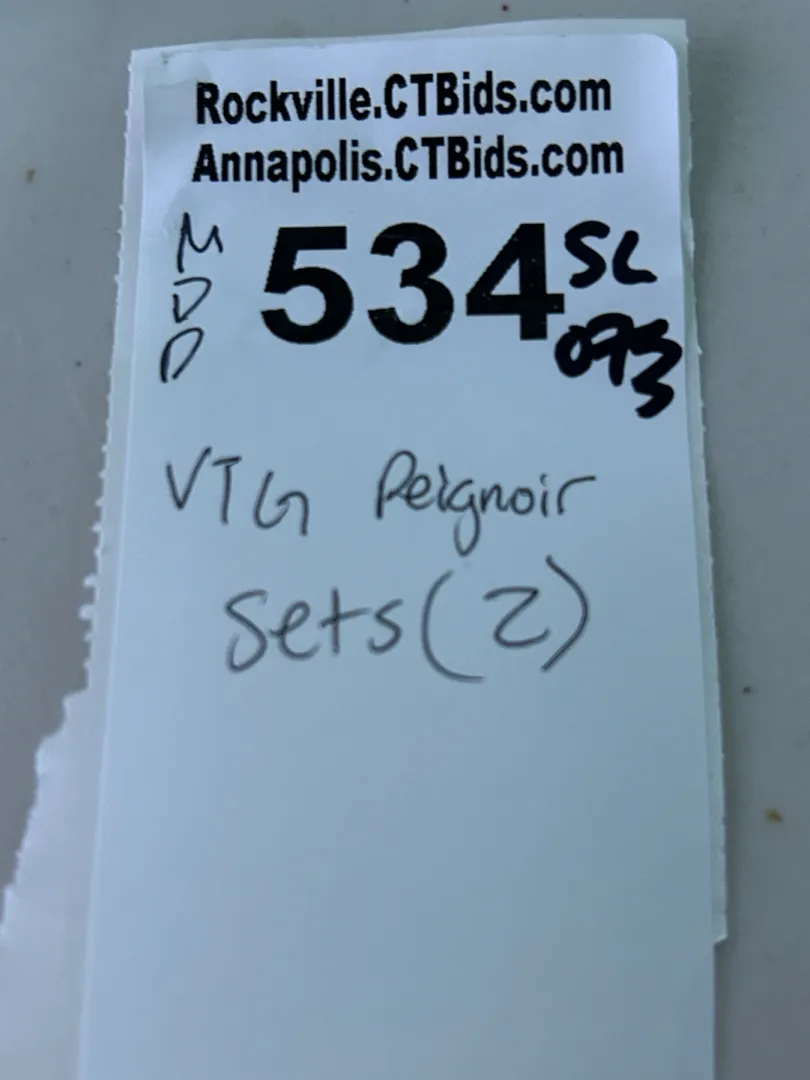 Rockville.CTBids.com
Annapolis.CTBids.com
MDD 534 SL
093
VTG Peignoir
Sets (2)